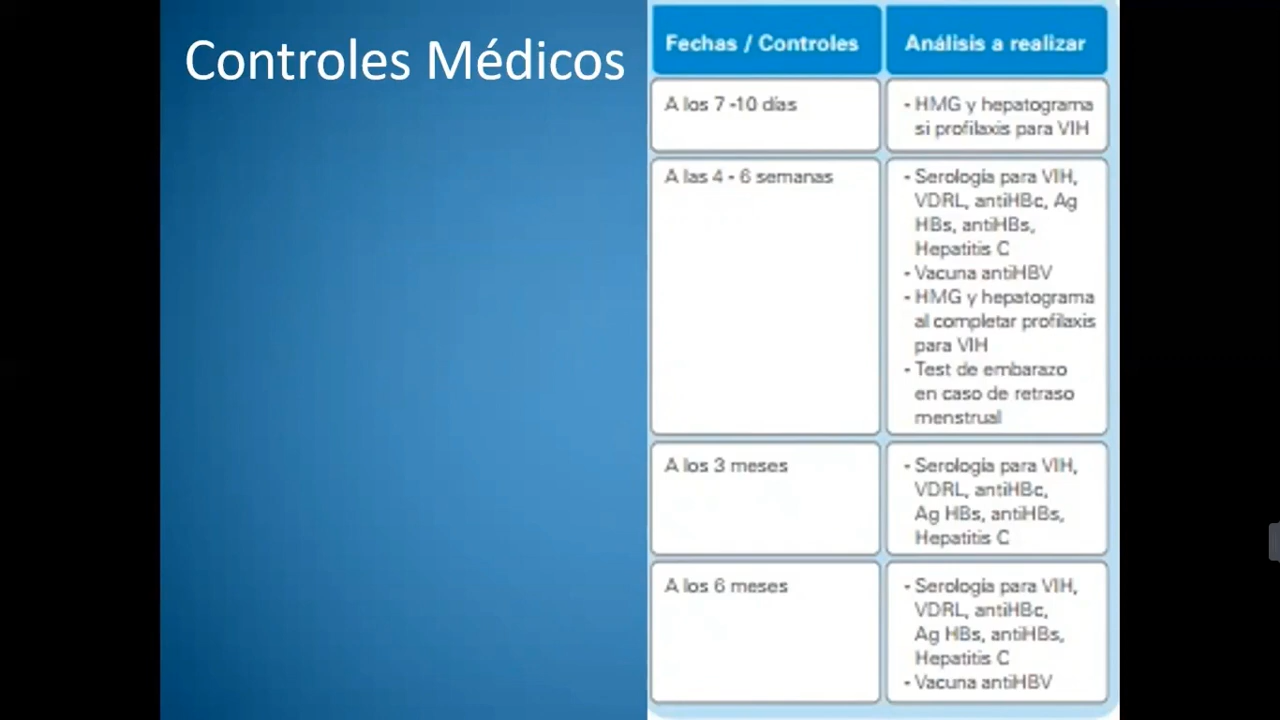 Controles Médicos
Fechas / Controles
Análisis a realizar
A los 7 -10 días
- HMG y hepatograma
si profilaxis para VIH
A las 4 - 6 semanas
- Serología para VIH,
VDRL, antiHBc, Ag
HBs, antiHBs,
Hepatitis C
- Vacuna antiHBV
- HMG y hepatograma
al completar profilaxis
para VIH
- Test de embarazo
en caso de retraso
menstrual
A los 3 meses
- Serología para VIH,
VDRL, antiHBc,
Ag HBs, antiHBs,
Hepatitis C
A los 6 meses
- Serología para VIH,
VDRL, antiHBc,
Ag HBs, antiHBs,
Hepatitis C
- Vacuna antiHBV